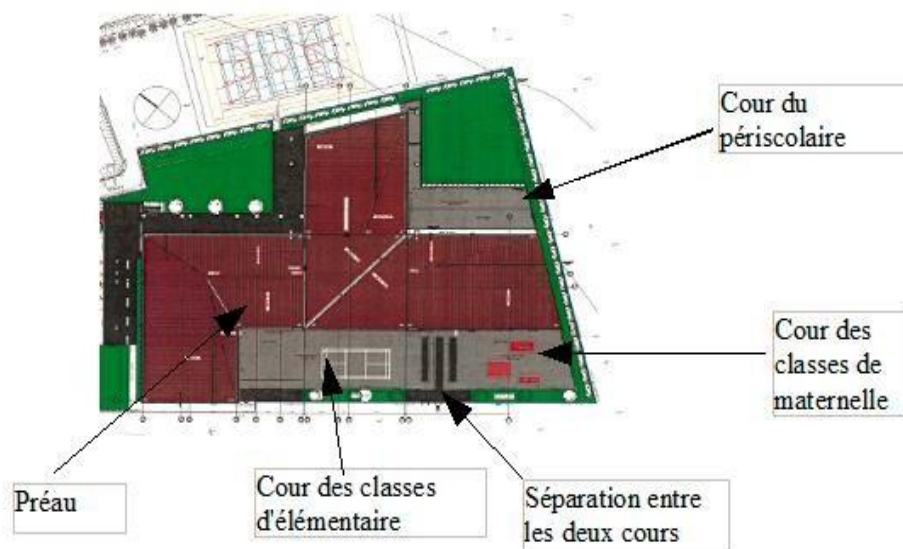 Cour du
périscolaire
Cour des
classes de
maternelle
Préau
Cour des classes
d'élémentaire
Séparation entre
les deux cours